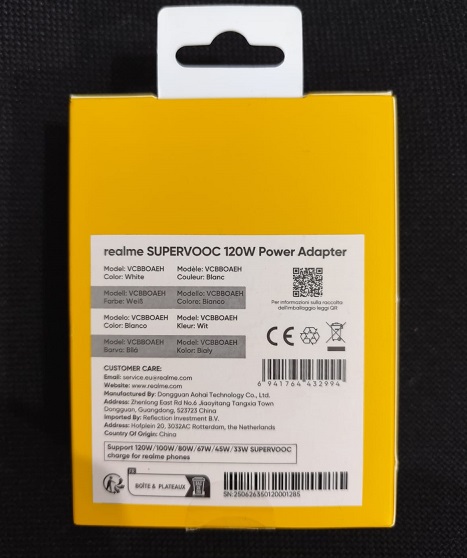 realme SUPERVOOC 120W Power Adapter
Model: VCBBOAEH Modèle: VCBBOAEH
Color: White Couleur: Blanc
Modell: VCBBOAEH Modello: VCBBOAEH
Farbe: Weiß Colore: Bianco
Modelo: VCBBOAEH Model: VCBBOAEH
Color: Blanco Kleur: Wit
Model: VCBBOAEH Model: VCBBOAEH
Barva: Bílá Kolor: Biały
Per informazioni sulla raccolta
dell'imballaggio leggi QR
CE
6 941764 432994
CUSTOMER CARE:
Email: service.eu@realme.com
Website: www.realme.com
Manufactured By: Dongguan Aohai Technology Co., Ltd.
Address: Zhenlong East Rd No.6 Jiaoyitang Tangxia Town
Dongguan, Guangdong, 523723 China
Imported By: Reflection Investment B.V.
Address: Hofplein 20, 3032AC Rotterdam, the Netherlands
Country Of Origin: China
Support 120W/100W/80W/67W/45W/33W SUPERVOOC
charge for realme phones
FR
BOÎTE & PLATEAUX
SN:2506263501200012​85